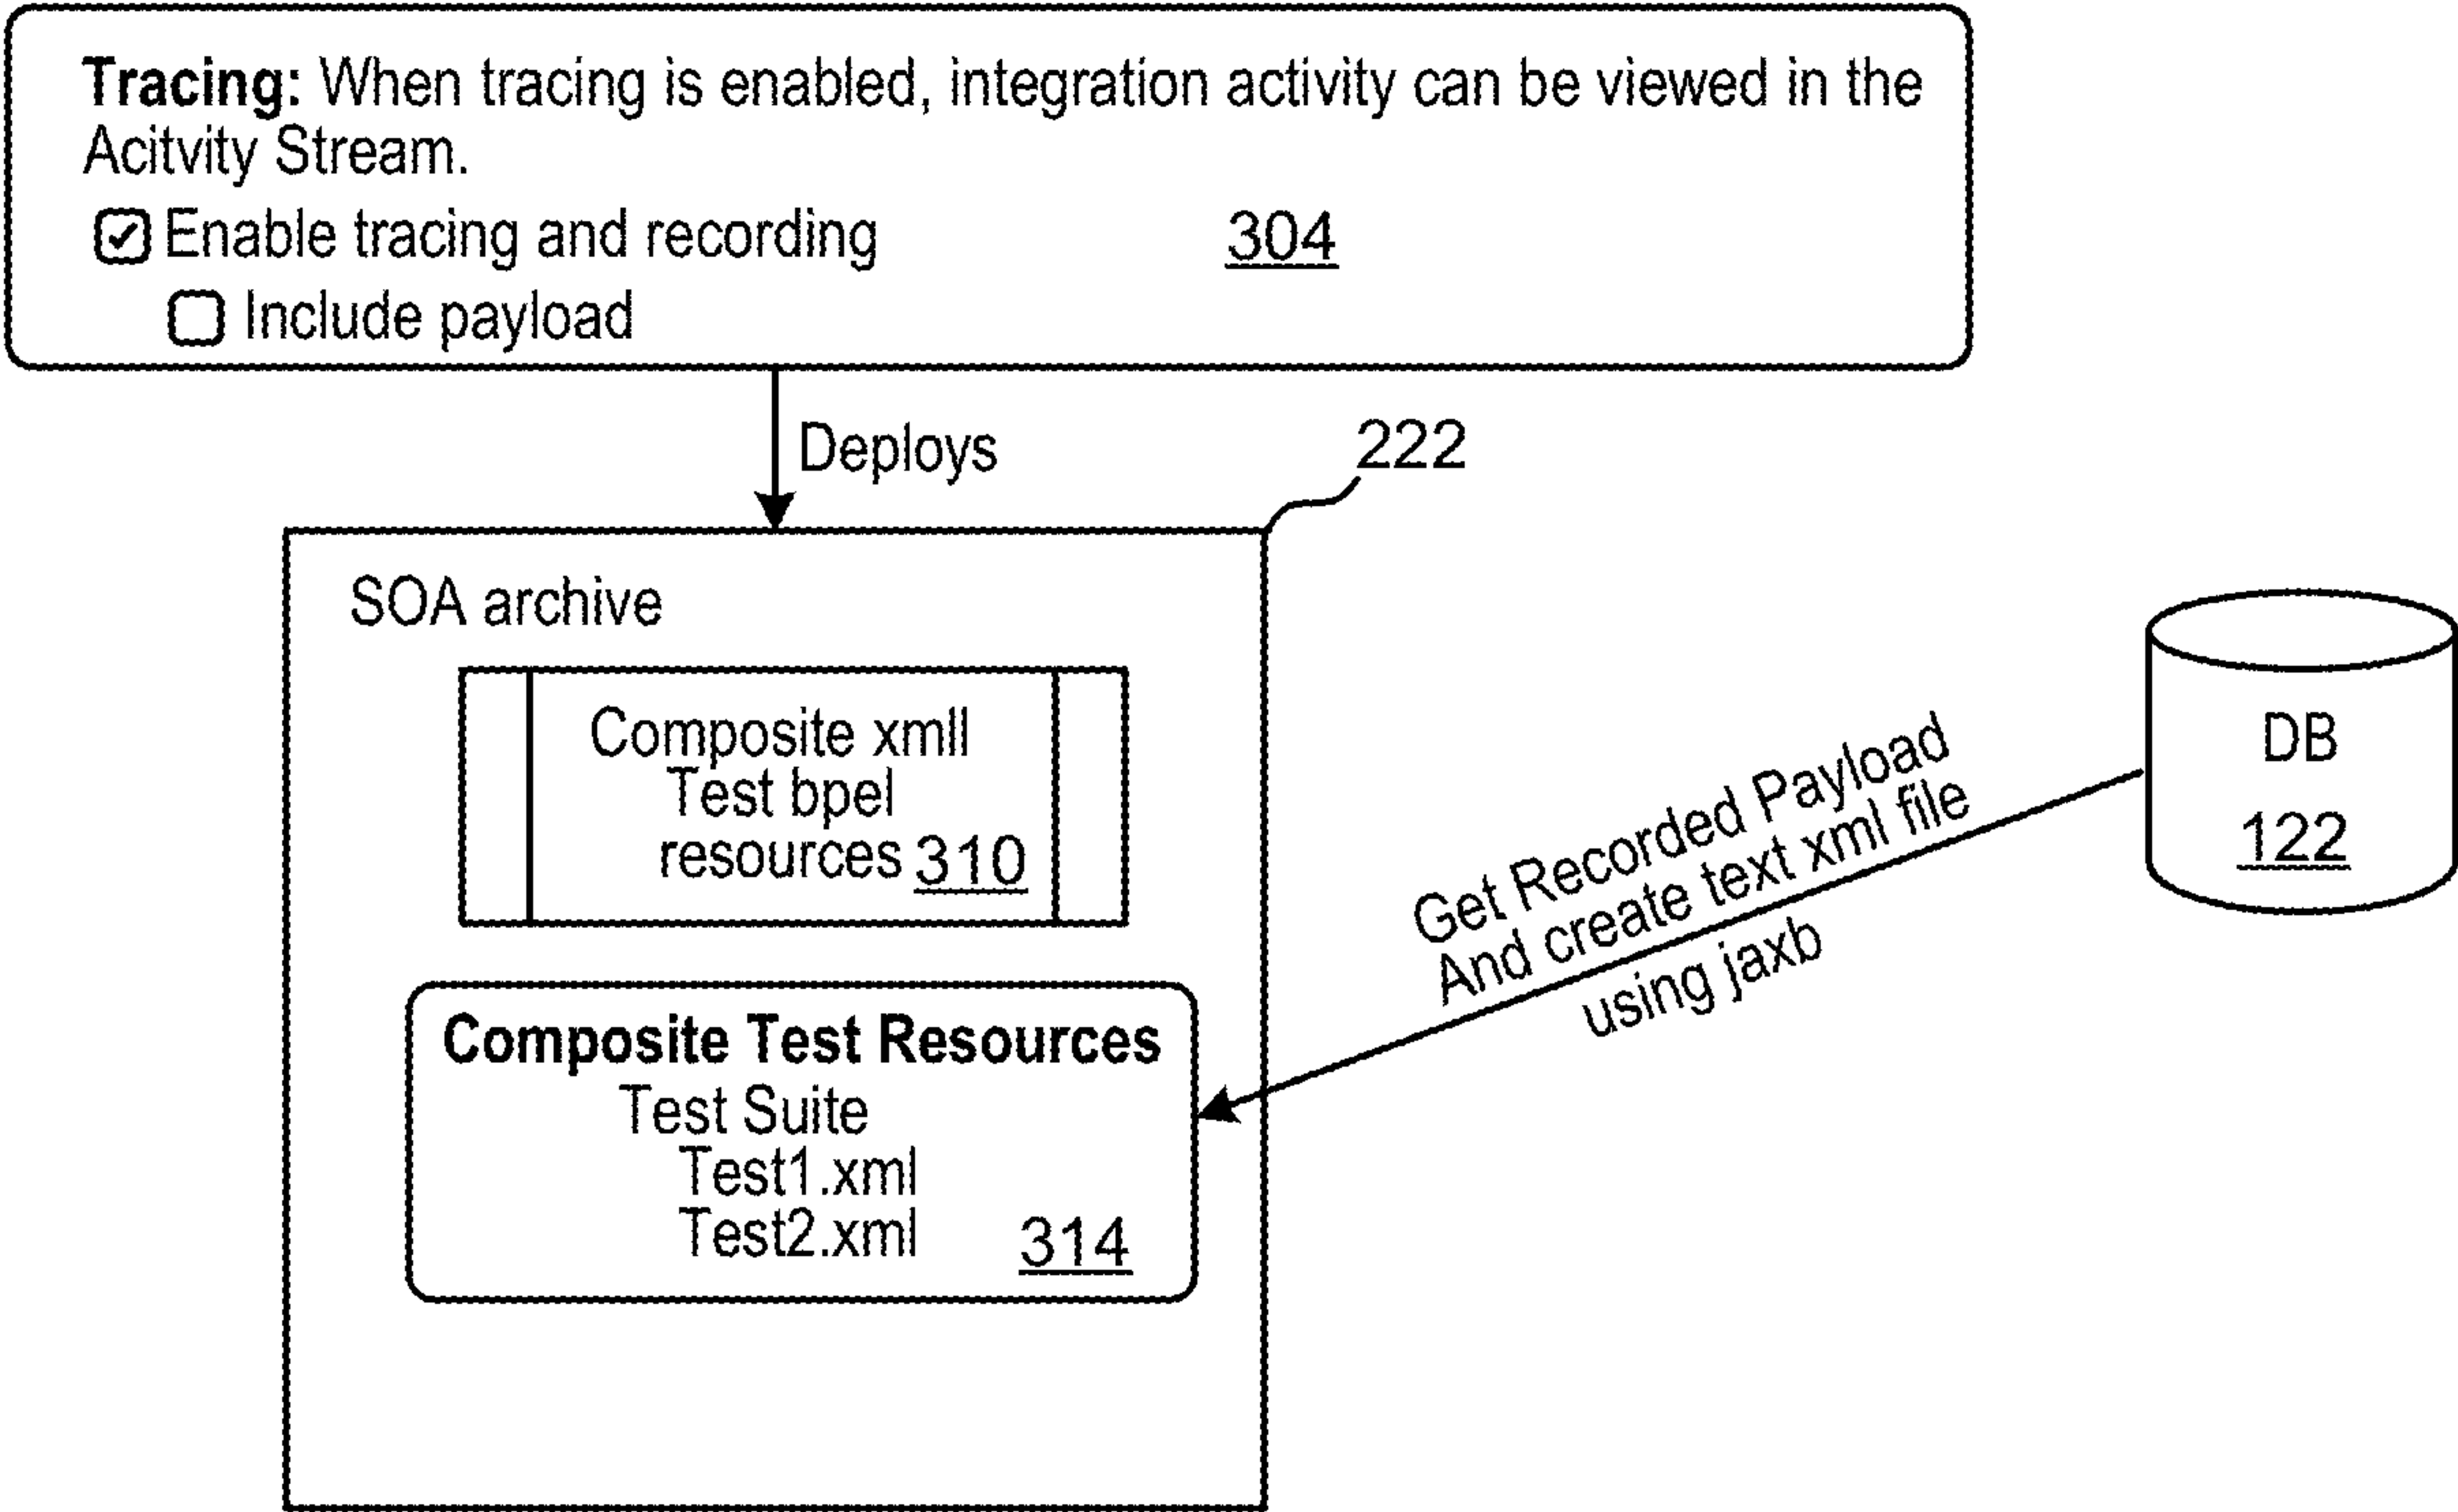 Tracing: When tracing is enabled, integration activity can be viewed in the
Acitvity Stream.
Enable tracing and recording
304
Include payload
Deploys
222
SOA archive
Composite xmll
Test bpel
resources 310
DB
122
Get Recorded Payload
And create text xml file
using jaxb
Composite Test Resources
Test Suite
Test1.xml
Test2.xml
314